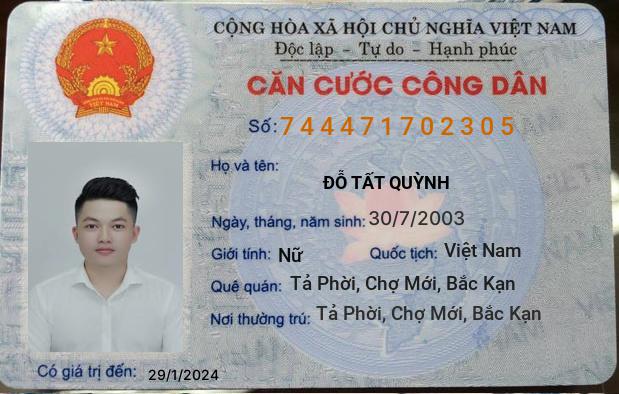 CỘNG HÒA XÃ HỘI CHỦ NGHĨA VIỆT NAM
Độc lập - Tự do - Hạnh phúc
CĂN CƯỚC CÔNG DÂN
Số: 744471702305
Họ và tên:
ĐỖ TẤT QUỲNH
Ngày, tháng, năm sinh: 30/7/2003
Giới tính: Nữ Quốc tịch: Việt Nam
Quê quán: Tả Phời, Chợ Mới, Bắc Kạn
Nơi thường trú: Tả Phời, Chợ Mới, Bắc Kạn
Có giá trị đến: 29/1/2024
VIỆT NAM